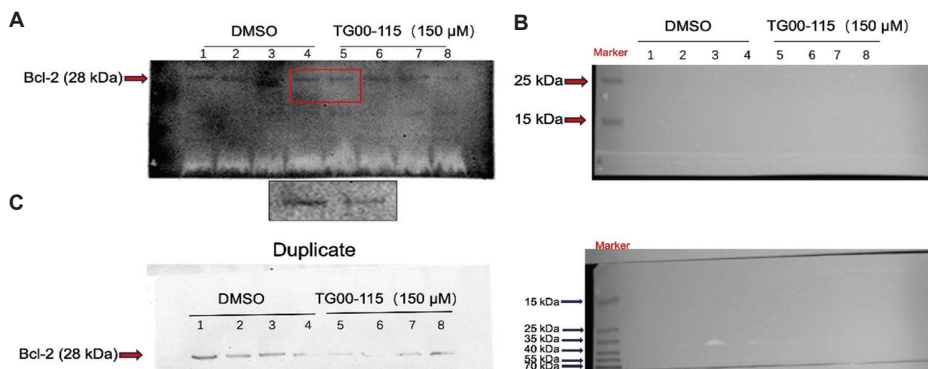 A
DMSO
TG00-115 (150 μM)
1 2 3 4 5 6 7 8
Bcl-2 (28 kDa)
B
DMSO
TG00-115 (150 μM)
Marker
1 2 3 4 5 6 7 8
25 kDa
15 kDa
C
Duplicate
DMSO
TG00-115 (150 μM)
1 2 3 4 5 6 7 8
Bcl-2 (28 kDa)
Marker
15 kDa
25 kDa
35 kDa
40 kDa
55 kDa
70 kDa